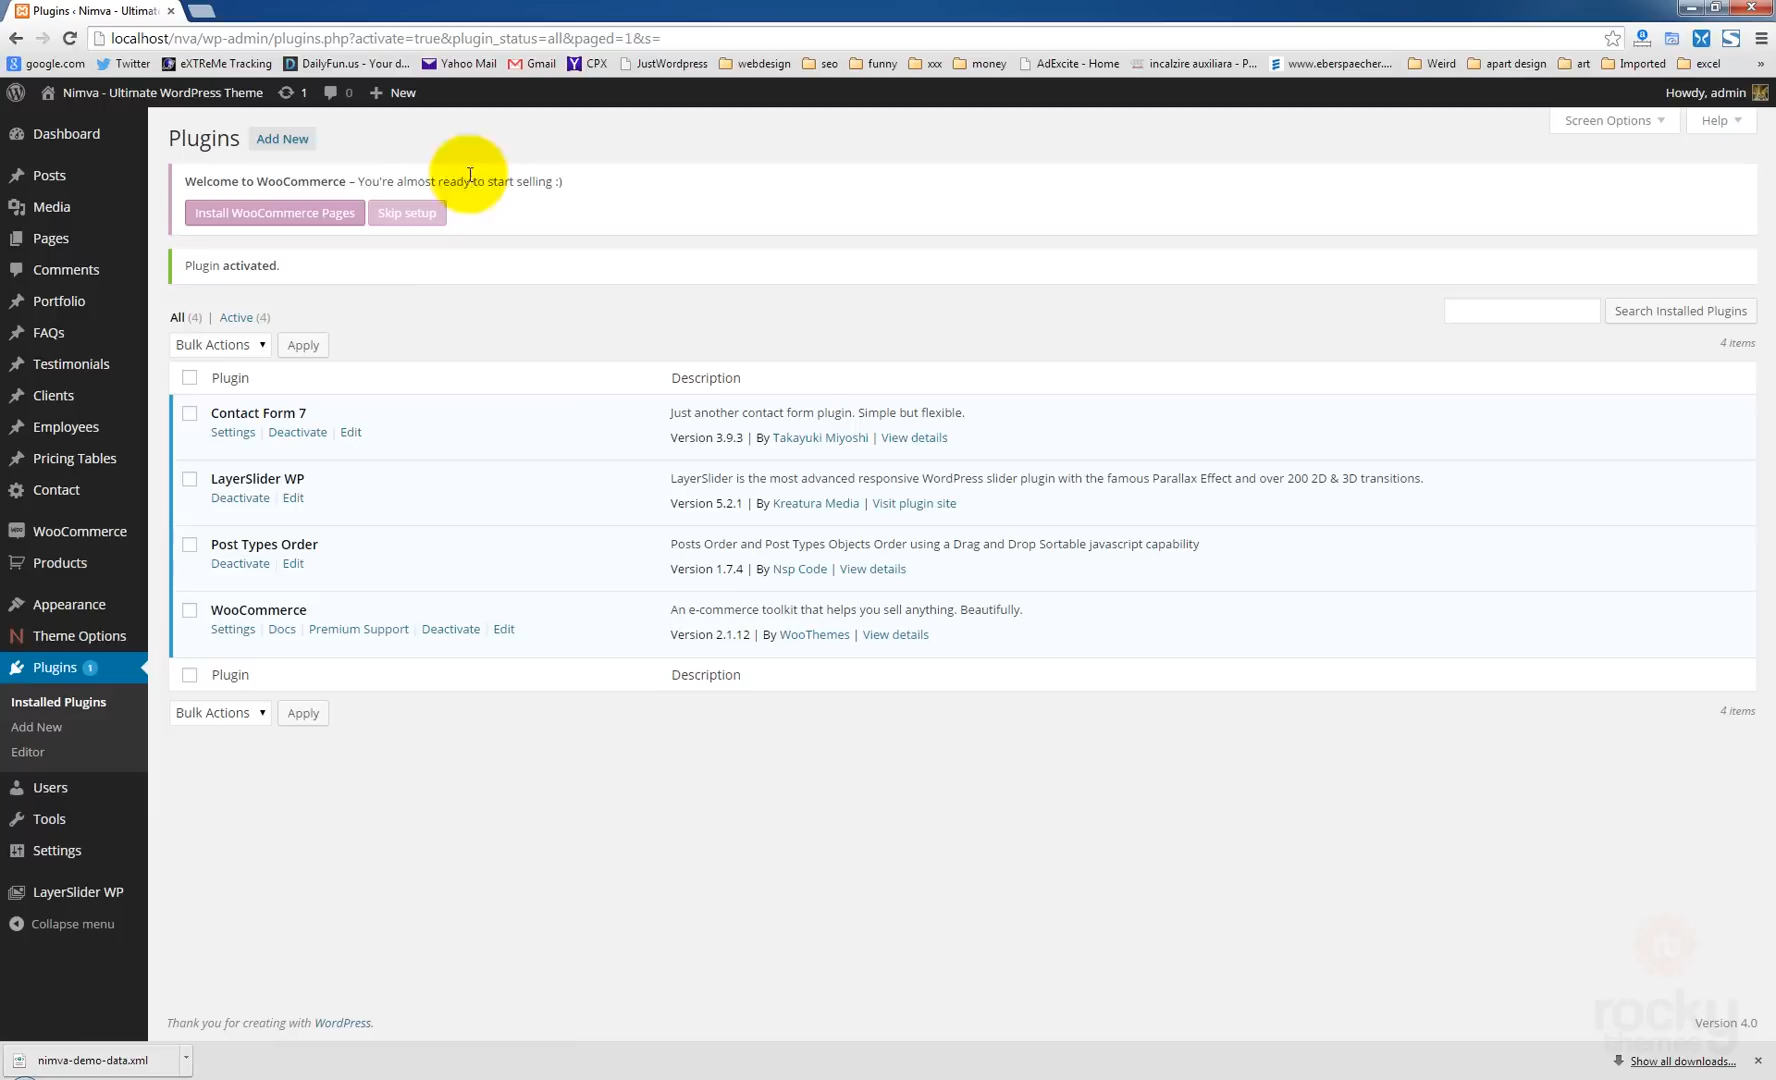 Plugins ‹ Nimva - Ultimate
localhost/nva/wp-admin/plugins.php?activate=true&plugin_status=all&paged=1&s=
google.com Twitter eXTReMe Tracking DailyFun.us - Your d... Yahoo Mail Gmail CPX JustWordpress webdesign seo funny xxx money AdExcite - Home incalzire auxiliara - P... www.eberspaecher.... Weird apart design art Imported excel »
Nimva - Ultimate WordPress Theme 1 0 New Howdy, admin
Screen Options Help
Plugins Add New
Welcome to WooCommerce – You're almost ready to start selling :)
Install WooCommerce Pages Skip setup
Plugin activated.
All (4) | Active (4)
Search Installed Plugins
Bulk Actions Apply
4 items
Plugin Description
Contact Form 7
Settings | Deactivate | Edit
Just another contact form plugin. Simple but flexible.
Version 3.9.3 | By Takayuki Miyoshi | View details
LayerSlider WP
Deactivate | Edit
LayerSlider is the most advanced responsive WordPress slider plugin with the famous Parallax Effect and over 200 2D & 3D transitions.
Version 5.2.1 | By Kreatura Media | Visit plugin site
Post Types Order
Deactivate | Edit
Posts Order and Post Types Objects Order using a Drag and Drop Sortable javascript capability
Version 1.7.4 | By Nsp Code | View details
WooCommerce
Settings | Docs | Premium Support | Deactivate | Edit
An e-commerce toolkit that helps you sell anything. Beautifully.
Version 2.1.12 | By WooThemes | View details
Plugin Description
Bulk Actions Apply
4 items
Dashboard
Posts
Media
Pages
Comments
Portfolio
FAQs
Testimonials
Clients
Employees
Pricing Tables
Contact
WooCommerce
Products
Appearance
Theme Options
Plugins 1
Installed Plugins
Add New
Editor
Users
Tools
Settings
LayerSlider WP
Collapse menu
Thank you for creating with WordPress.
Version 4.0
rocky
themes
nimva-demo-data.xml
Show all downloads...